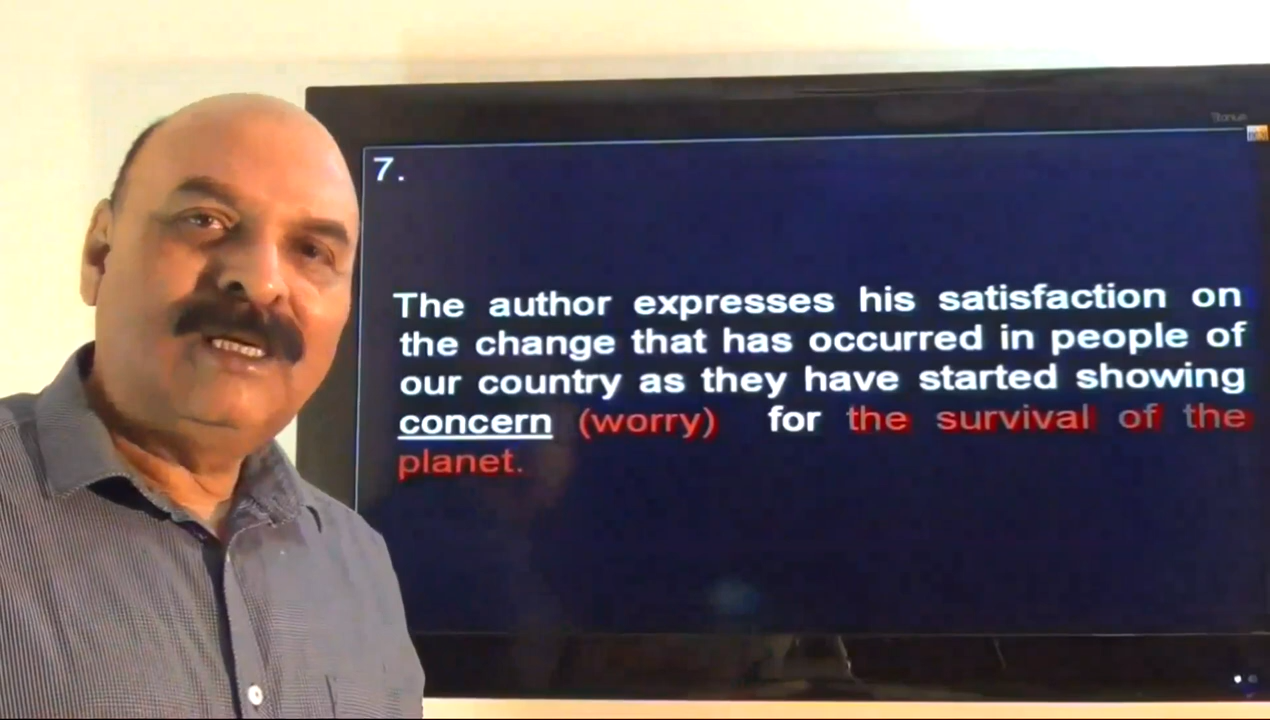 7.
The author expresses his satisfaction on
the change that has occurred in people of
our country as they have started showing
concern (worry) for the survival of the
planet.